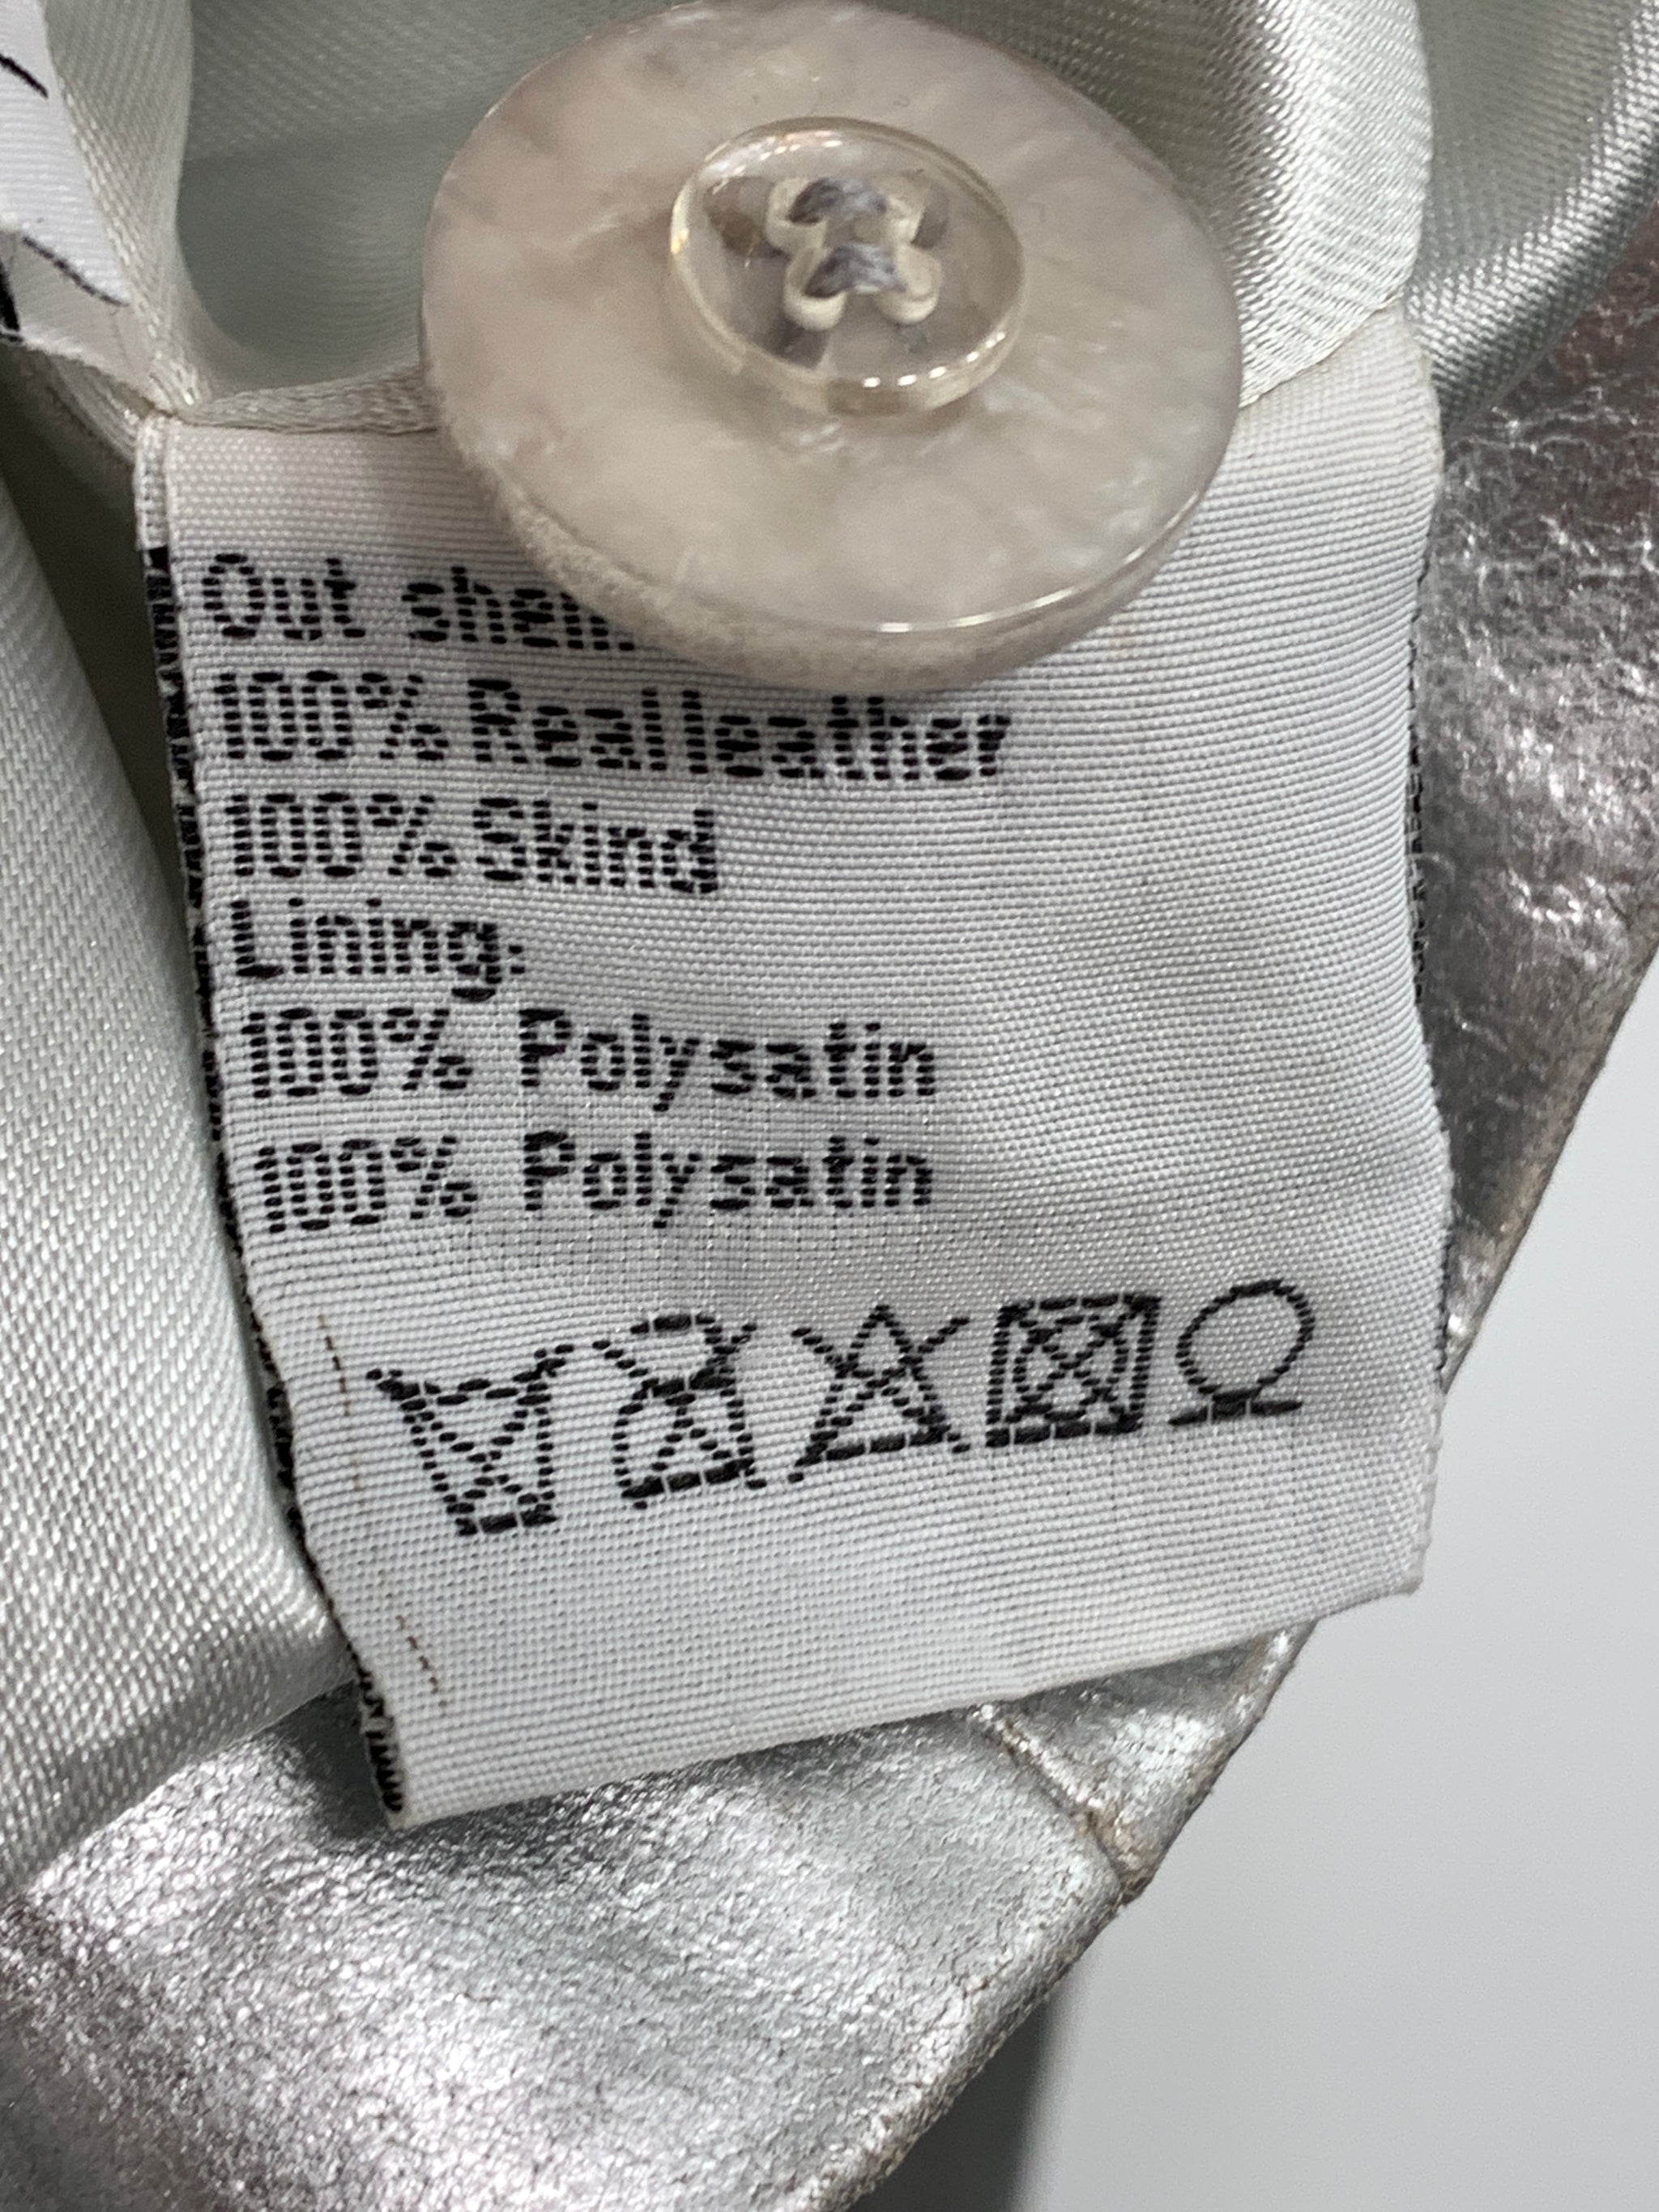 Out shell:
100% Realleather
100% Skind
Lining:
100% Polysatin
100% Polysatin